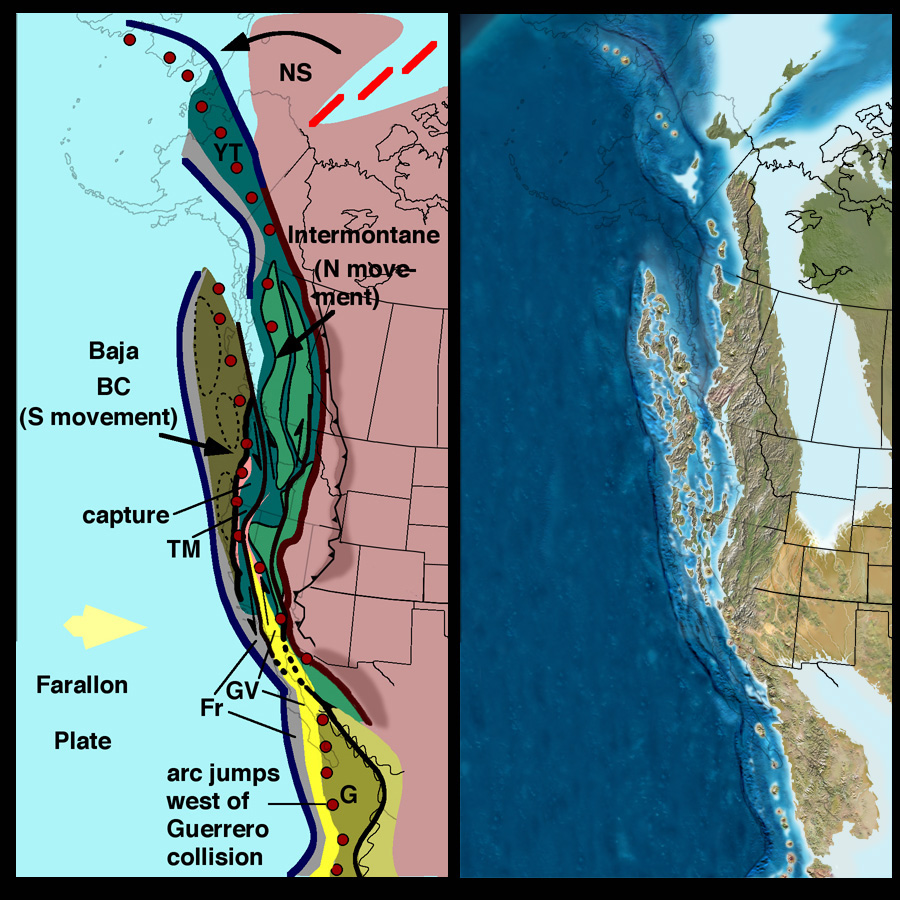 NS
YT
Intermontane
(N move-
ment)
Baja
BC
(S movement)
capture
TM
Farallon
Plate
GV
Fr
arc jumps
west of
Guerrero
collision
G